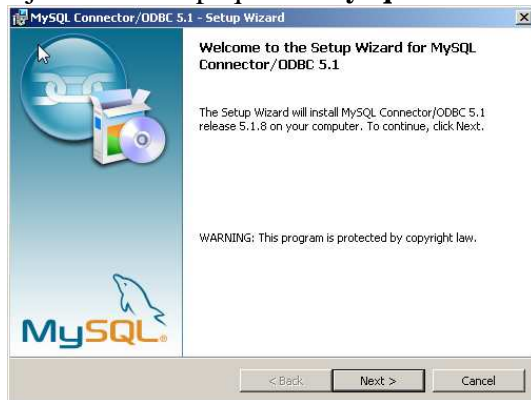 MySQL Connector/ODBC 5.1 - Setup Wizard
Welcome to the Setup Wizard for MySQL
Connector/ODBC 5.1
The Setup Wizard will install MySQL Connector/ODBC 5.1
release 5.1.8 on your computer. To continue, click Next.
WARNING: This program is protected by copyright law.
MySQL®
< Back
Next >
Cancel